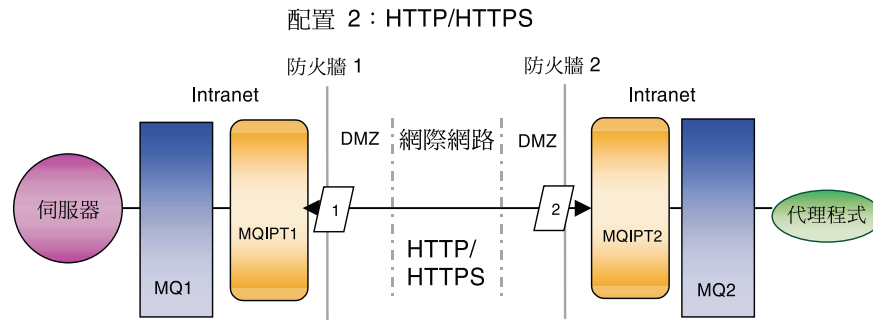 配置 2：HTTP/HTTPS
防火牆 1
防火牆 2
Intranet
Intranet
DMZ
網際網路
DMZ
伺服器
1
2
代理程式
MQIPT1
MQIPT2
HTTP/
HTTPS
MQ1
MQ2